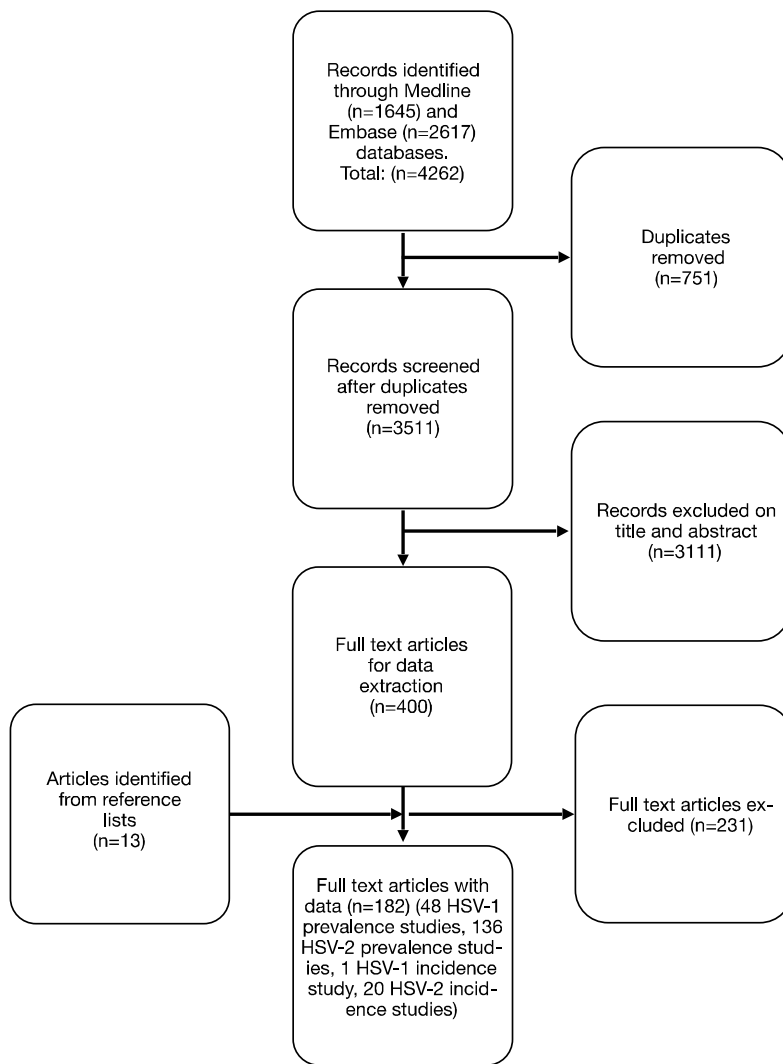 Records identified
through Medline
(n=1645) and
Embase (n=2617)
databases.
Total: (n=4262)
Duplicates
removed
(n=751)
Records screened
after duplicates
removed
(n=3511)
Records excluded on
title and abstract
(n=3111)
Full text articles
for data
extraction
(n=400)
Articles identified
from reference
lists
(n=13)
Full text articles ex-
cluded (n=231)
Full text articles with
data (n=182) (48 HSV-1
prevalence studies, 136
HSV-2 prevalence stud-
ies, 1 HSV-1 incidence
study, 20 HSV-2 incid-
ence studies)